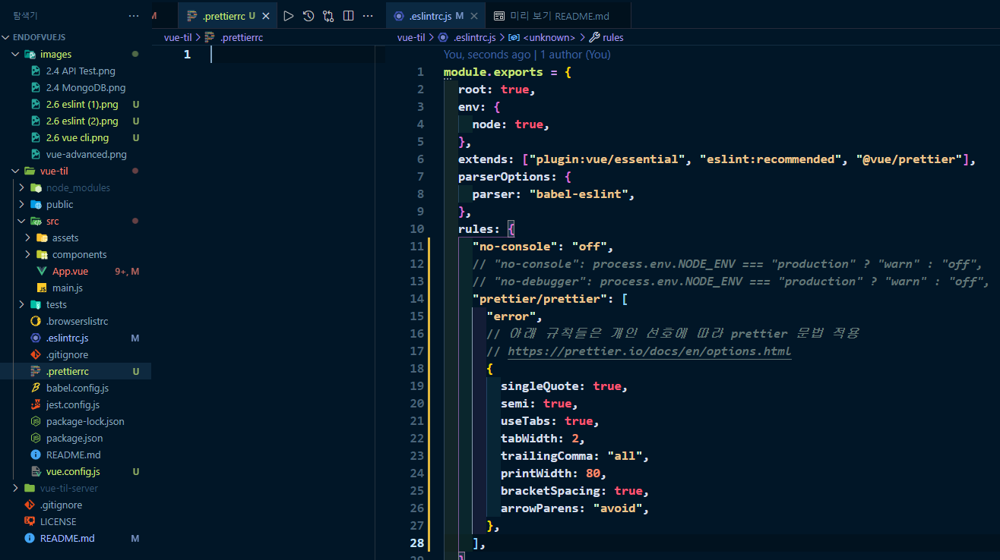 탐색기
ENDOFVUEJS
images
2.4 API Test.png
2.4 MongoDB.png
2.6 eslint (1).png U
2.6 eslint (2).png U
2.6 vue cli.png U
vue-advanced.png
vue-til
node_modules
public
src
assets
components
App.vue 9+, M
main.js
tests
.browserslistrc
.eslintrc.js M
.gitignore
.prettierrc U
babel.config.js
jest.config.js
package-lock.json
package.json
README.md
vue.config.js U
vue-til-server
.gitignore
LICENSE
README.md M
M
.prettierrc U
vue-til > .prettierrc
1
.eslintrc.js M
미리 보기 README.md
vue-til > .eslintrc.js > <unknown> > rules
You, seconds ago | 1 author (You)
1 module.exports = {
2 root: true,
3 env: {
4 node: true,
5 },
6 extends: ["plugin:vue/essential", "eslint:recommended", "@vue/prettier"],
7 parserOptions: {
8 parser: "babel-eslint",
9 },
10 rules: {
11 "no-console": "off",
12 // "no-console": process.env.NODE_ENV === "production" ? "warn" : "off",
13 // "no-debugger": process.env.NODE_ENV === "production" ? "warn" : "off",
14 "prettier/prettier": [
15 "error",
16 // 아래 규칙들은 개인 선호에 따라 prettier 문법 적용
17 // https://prettier.io/docs/en/options.html
18 {
19 singleQuote: true,
20 semi: true,
21 useTabs: true,
22 tabWidth: 2,
23 trailingComma: "all",
24 printWidth: 80,
25 bracketSpacing: true,
26 arrowParens: "avoid",
27 },
28 ],
29 }